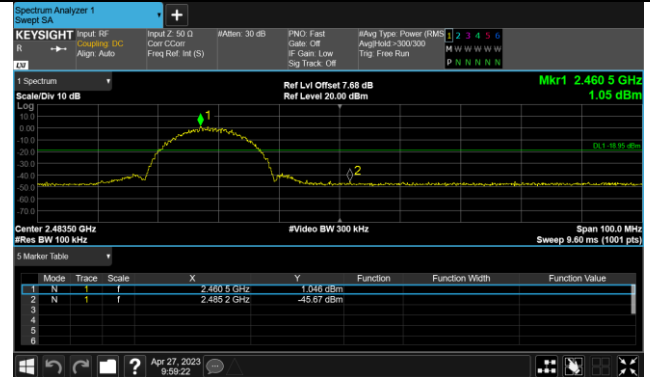 Spectrum Analyzer 1
Swept SA
+
KEYSIGHT Input: RF Input Z: 50 Ω #Atten: 30 dB PNO: Fast #Avg Type: Power (RMS 1 2 3 4 5 6
R Coupling: DC Corr CCorr Gate: Off Avg|Hold >300/300 M W W W W W
Align: Auto Freq Ref: Int (S) IF Gain: Low Trig: Free Run
LXI Sig Track: Off P N N N N N
1 Spectrum Ref Lvl Offset 7.68 dB Mkr1 2.460 5 GHz
Scale/Div 10 dB Ref Level 20.00 dBm 1.05 dBm
Log
10.0
0.00
-10.0
-20.0
-30.0
-40.0
-50.0
-60.0
-70.0
1
DL1 -18.95 dBm
2
Center 2.48350 GHz #Video BW 300 kHz Span 100.0 MHz
#Res BW 100 kHz Sweep 9.60 ms (1001 pts)
5 Marker Table
Mode Trace Scale X Y Function Function Width Function Value
1 N 1 f 2.460 5 GHz 1.046 dBm
2 N 1 f 2.485 2 GHz -45.67 dBm
3
4
5
6
? Apr 27, 2023
9:59:22